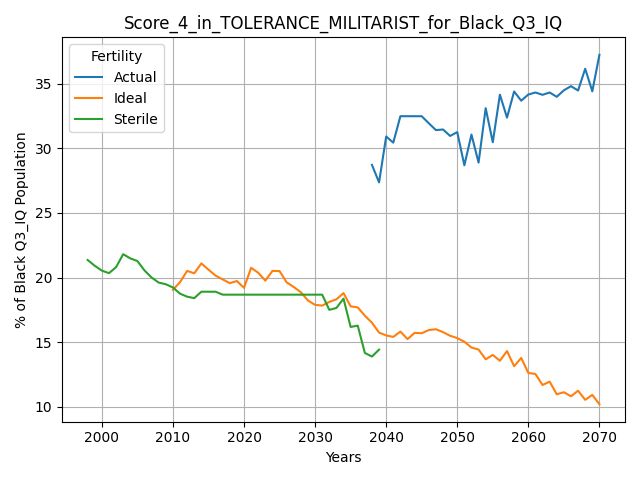 Score_4_in_TOLERANCE_MILITARIST_for_Black_Q3_IQ
Fertility
Actual
Ideal
Sterile
% of Black Q3_IQ Population
35
30
25
20
15
10
2000
2010
2020
2030
2040
2050
2060
2070
Years